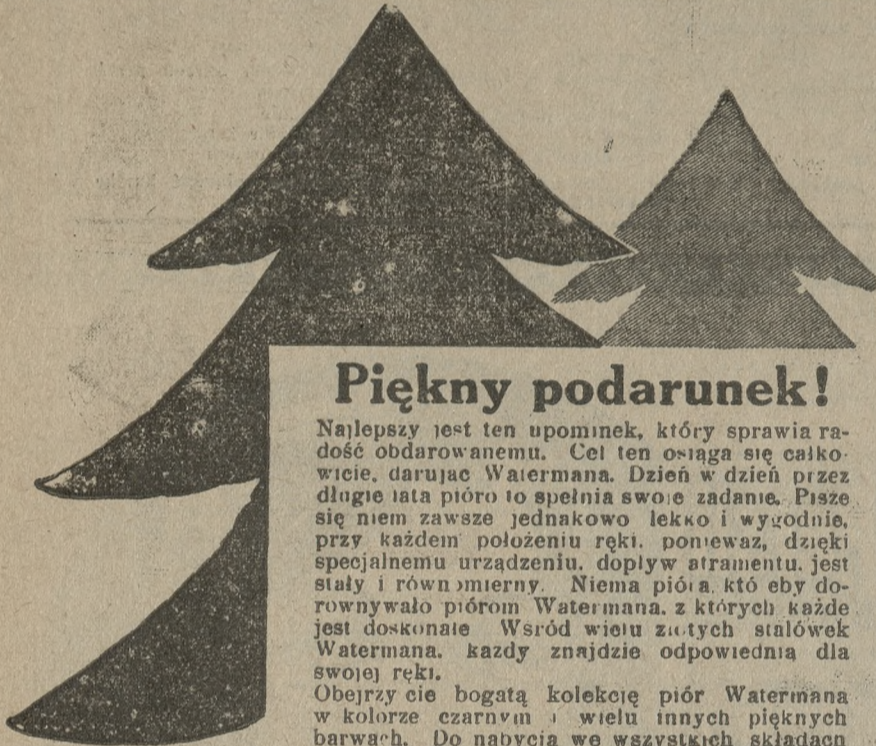 Piękny podarunek!
Najlepszy jest ten upominek, który sprawia ra-
dość obdarowanemu. Cel ten osiąga się całko-
wicie, darując Watermana. Dzień w dzień przez
długie lata pióro to spełnia swoje zadanie. Pisze
się niem zawsze jednakowo lekko i wygodnie,
przy każdem położeniu ręki, ponieważ, dzięki
specjalnemu urządzeniu, dopływ atramentu, jest
stały i równomierny. Niema pióra, któreby do-
rownywało piórom Watermana, z których każde
jest doskonałe Wśród wielu złotych stalówek
Watermana, każdy znajdzie odpowiednią dla
swojej ręki.
Obejrzyjcie bogatą kolekcję piór Watermana
w kolorze czarnym i wielu innych pięknych
barwach. Do nabycia we wszystkich składach